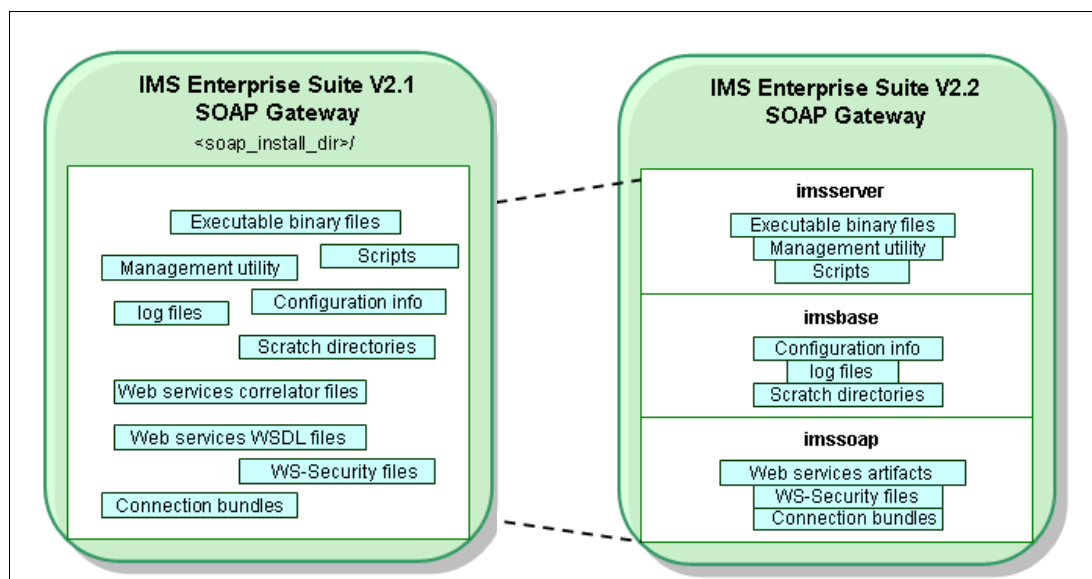 IMS Enterprise Suite V2.1
SOAP Gateway
<soap_install_dir>/
Executable binary files
Scripts
Management utility
Configuration info
log files
Scratch directories
Web services correlator files
Web services WSDL files
WS-Security files
Connection bundles
IMS Enterprise Suite V2.2
SOAP Gateway
imsserver
Executable binary files
Management utility
Scripts
imsbase
Configuration info
log files
Scratch directories
imssoap
Web services artifacts
WS-Security files
Connection bundles